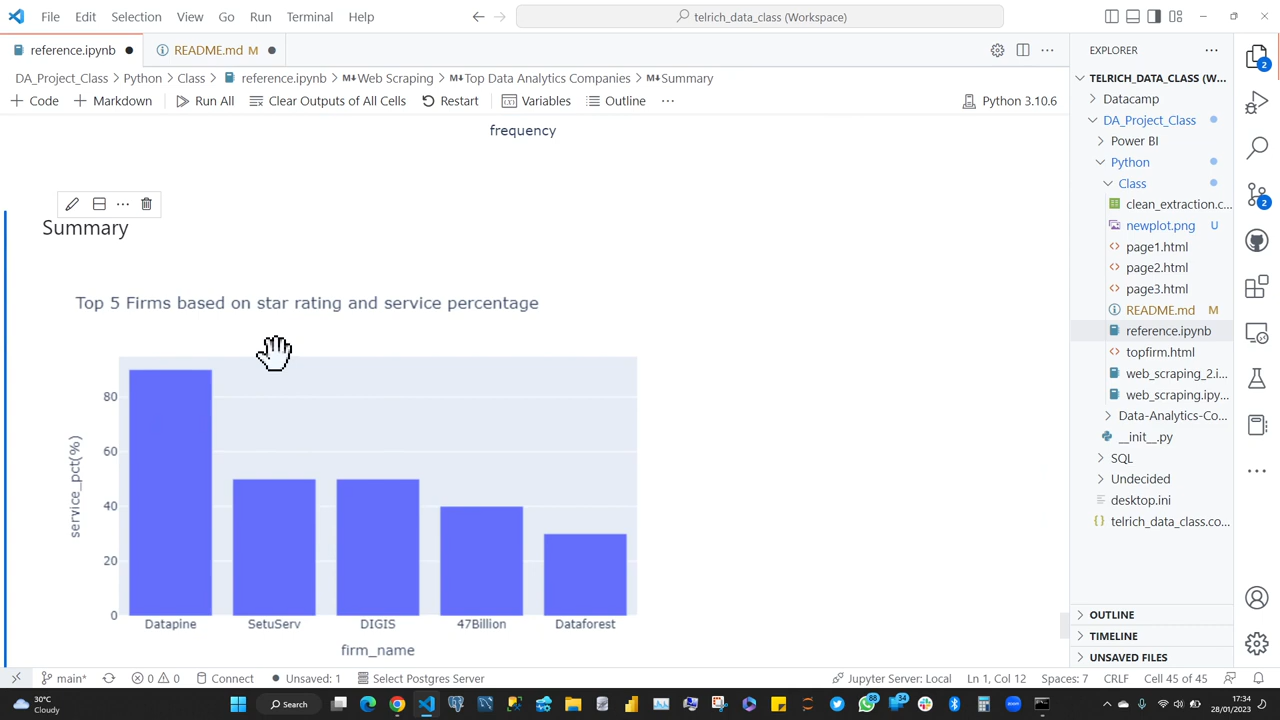 File Edit Selection View Go Run Terminal Help
telrich_data_class (Workspace)
reference.ipynb
README.md M
EXPLORER
DA_Project_Class > Python > Class > reference.ipynb > Web Scraping > Top Data Analytics Companies > Summary
TELRICH_DATA_CLASS (W...
Code Markdown Run All Clear Outputs of All Cells Restart Variables Outline ... Python 3.10.6
Datacamp
DA_Project_Class
Power BI
Python
Class
clean_extraction.c...
newplot.png U
page1.html
page2.html
page3.html
README.md M
reference.ipynb
topfirm.html
web_scraping_2.i...
web_scraping.ipy...
Data-Analytics-Co...
__init__.py
SQL
Undecided
desktop.ini
telrich_data_class.co...
OUTLINE
TIMELINE
UNSAVED FILES
2
2
frequency
Summary
Top 5 Firms based on star rating and service percentage
service_pct(%)
80
60
40
20
0
Datapine SetuServ DIGIS 47Billion Dataforest
firm_name
main* 0 0 Connect Unsaved: 1 Select Postgres Server Jupyter Server: Local Ln 1, Col 12 Spaces: 7 CRLF Cell 45 of 45
30°C
Cloudy
Search
88
34
17:34
28/01/2023